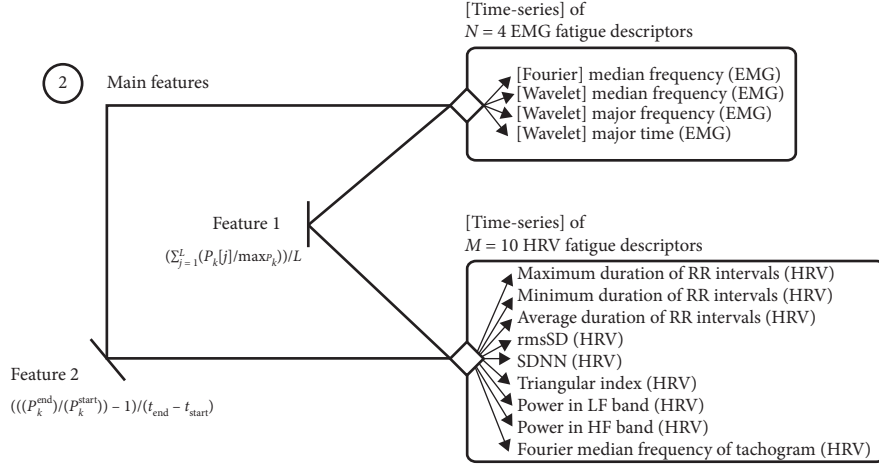 [Time-series] of
N = 4 EMG fatigue descriptors
2 Main features
[Fourier] median frequency (EMG)
[Wavelet] median frequency (EMG)
[Wavelet] major frequency (EMG)
[Wavelet] major time (EMG)
Feature 1
(Σ_{j = 1}^{L}(P_k[j]/max_{P_k}))/L
[Time-series] of
M = 10 HRV fatigue descriptors
Maximum duration of RR intervals (HRV)
Minimum duration of RR intervals (HRV)
Average duration of RR intervals (HRV)
rmsSD (HRV)
SDNN (HRV)
Triangular index (HRV)
Power in LF band (HRV)
Power in HF band (HRV)
Fourier median frequency of tachogram (HRV)
Feature 2
(((P_k^{end})/(P_k^{start})) – 1)/(t_{end} – t_{start})